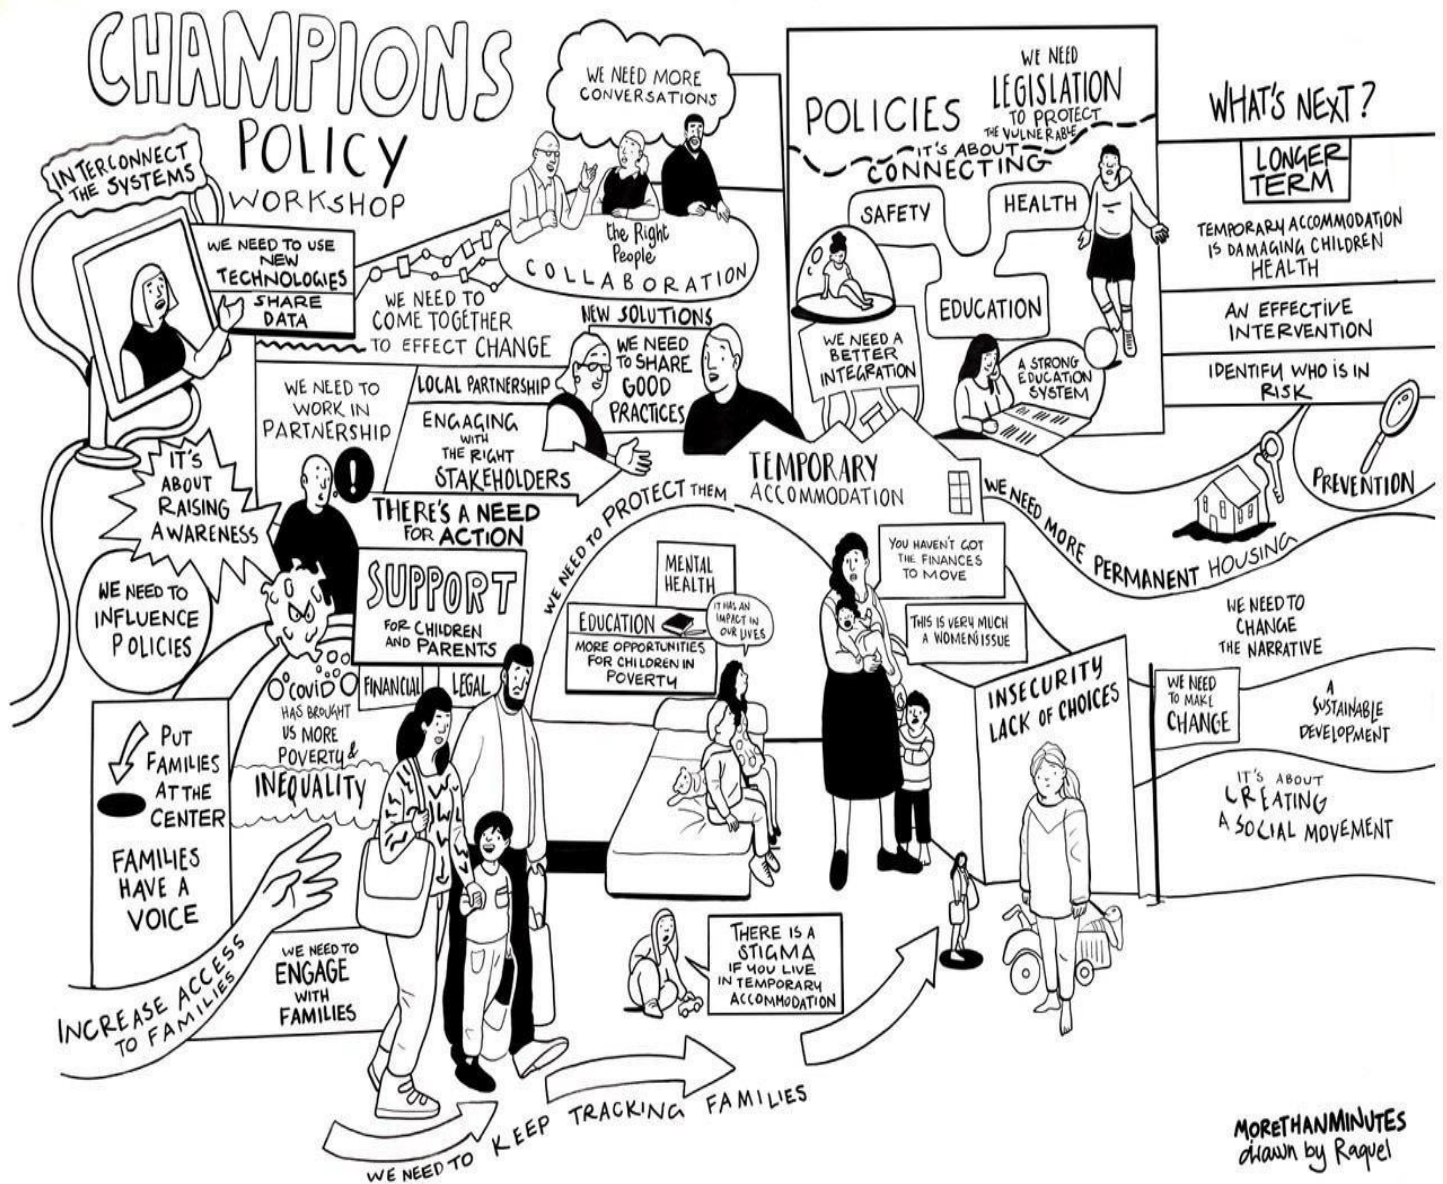 CHAMPIONS
POLICY
WORKSHOP
INTERCONNECT
THE SYSTEMS
WE NEED TO USE
NEW
TECHNOLOGIES
SHARE
DATA
WE NEED MORE
CONVERSATIONS
the Right
People
COLLABORATION
WE NEED TO
COME TOGETHER
TO EFFECT CHANGE
NEW SOLUTIONS
WE NEED
TO SHARE
GOOD
PRACTICES
WE NEED TO
WORK IN
PARTNERSHIP
LOCAL PARTNERSHIP
ENGAGING
WITH
THE RIGHT
STAKEHOLDERS
POLICIES
WE NEED
LEGISLATION
TO PROTECT
THE VULNERABLE
IT'S ABOUT
CONNECTING
SAFETY
HEALTH
EDUCATION
WE NEED A
BETTER
INTEGRATION
A STRONG
EDUCATION
SYSTEM
WHAT'S NEXT?
LONGER
TERM
TEMPORARY ACCOMMODATION
IS DAMAGING CHILDREN
HEALTH
AN EFFECTIVE
INTERVENTION
IDENTIFY WHO IS IN
RISK
PREVENTION
IT'S
ABOUT
RAISING
AWARENESS
!
THERE'S A NEED
FOR ACTION
SUPPORT
FOR CHILDREN
AND PARENTS
FINANCIAL
LEGAL
WE NEED TO
INFLUENCE
POLICIES
COVID
HAS BROUGHT
US MORE
POVERTY &
INEQUALITY
PUT
FAMILIES
AT THE
CENTER
FAMILIES
HAVE A
VOICE
INCREASE ACCESS
TO FAMILIES
WE NEED TO
ENGAGE
WITH
FAMILIES
WE NEED TO PROTECT THEM
TEMPORARY
ACCOMMODATION
MENTAL
HEALTH
EDUCATION
MORE OPPORTUNITIES
FOR CHILDREN IN
POVERTY
IT HAS AN
IMPACT IN
OUR LIVES
YOU HAVEN'T GOT
THE FINANCES
TO MOVE
THIS IS VERY MUCH
A WOMEN ISSUE
WE NEED MORE PERMANENT HOUSING
INSECURITY
LACK OF CHOICES
WE NEED TO
CHANGE
THE NARRATIVE
WE NEED
TO MAKE
CHANGE
A
SUSTAINABLE
DEVELOPMENT
IT'S ABOUT
CREATING
A SOCIAL MOVEMENT
THERE IS A
STIGMA
IF YOU LIVE
IN TEMPORARY
ACCOMMODATION
WE NEED TO KEEP TRACKING FAMILIES
MORETHANMINUTES
drawn by Raquel